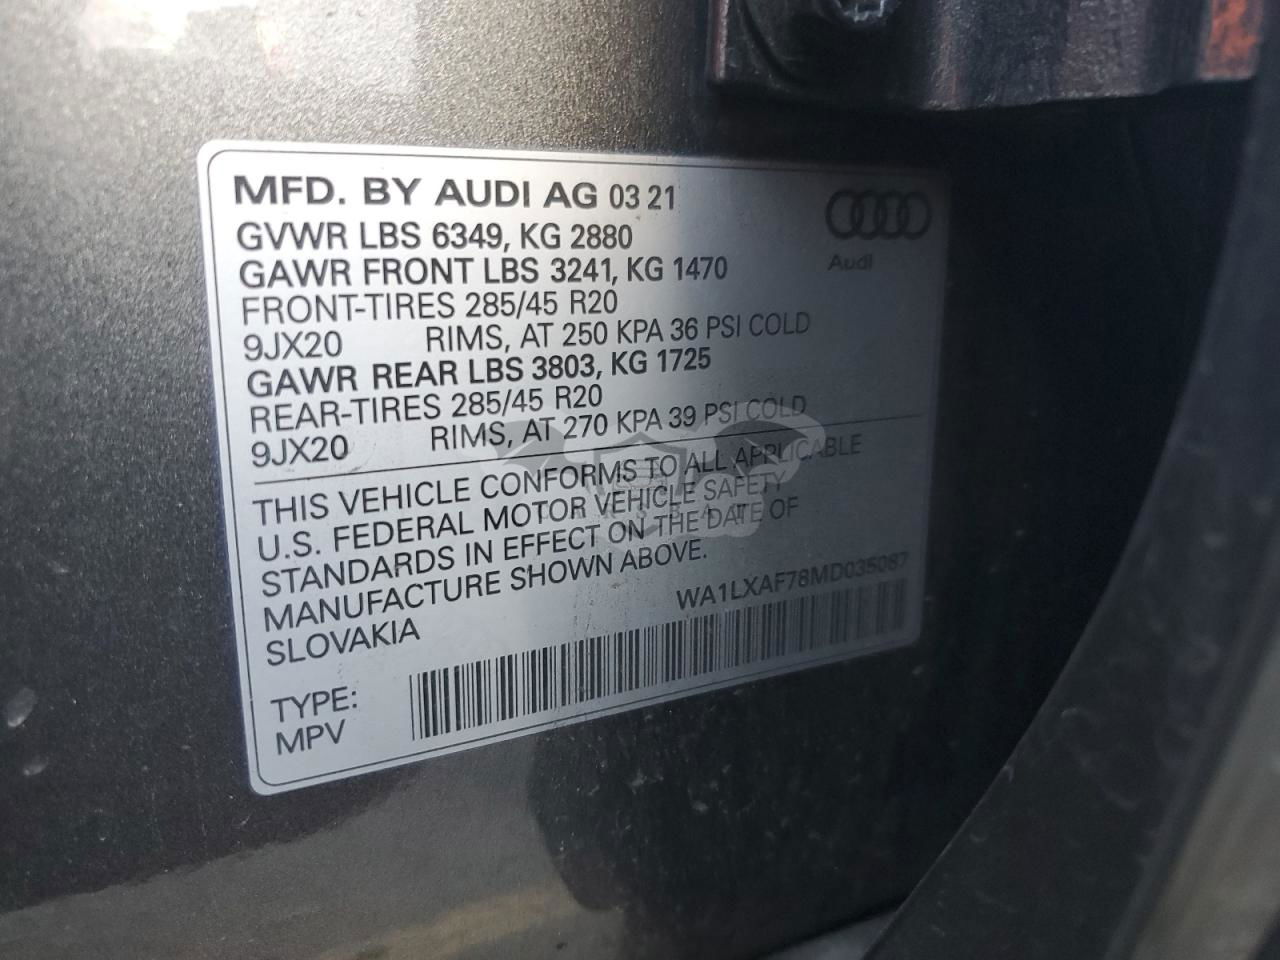 MFD. BY AUDI AG 03 21
GVWR LBS 6349, KG 2880
GAWR FRONT LBS 3241, KG 1470
FRONT-TIRES 285/45 R20
9JX20 RIMS, AT 250 KPA 36 PSI COLD
GAWR REAR LBS 3803, KG 1725
REAR-TIRES 285/45 R20
9JX20 RIMS, AT 270 KPA 39 PSI COLD
Audi
THIS VEHICLE CONFORMS TO ALL APPLICABLE
U.S. FEDERAL MOTOR VEHICLE SAFETY
STANDARDS IN EFFECT ON THE DATE OF
MANUFACTURE SHOWN ABOVE.
SLOVAKIA
WA1LXAF78MD035087
TYPE:
MPV